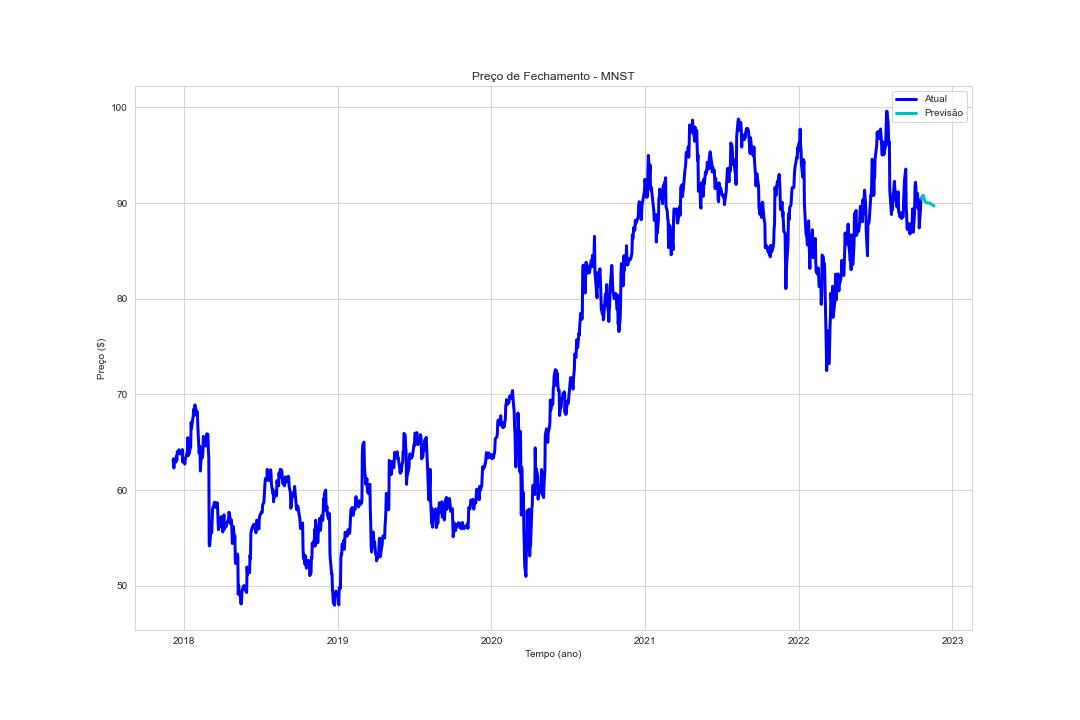 Preço de Fechamento - MNST
Atual
Previsão
100
90
80
70
60
50
Preço ($)
2018
2019
2020
2021
2022
2023
Tempo (ano)